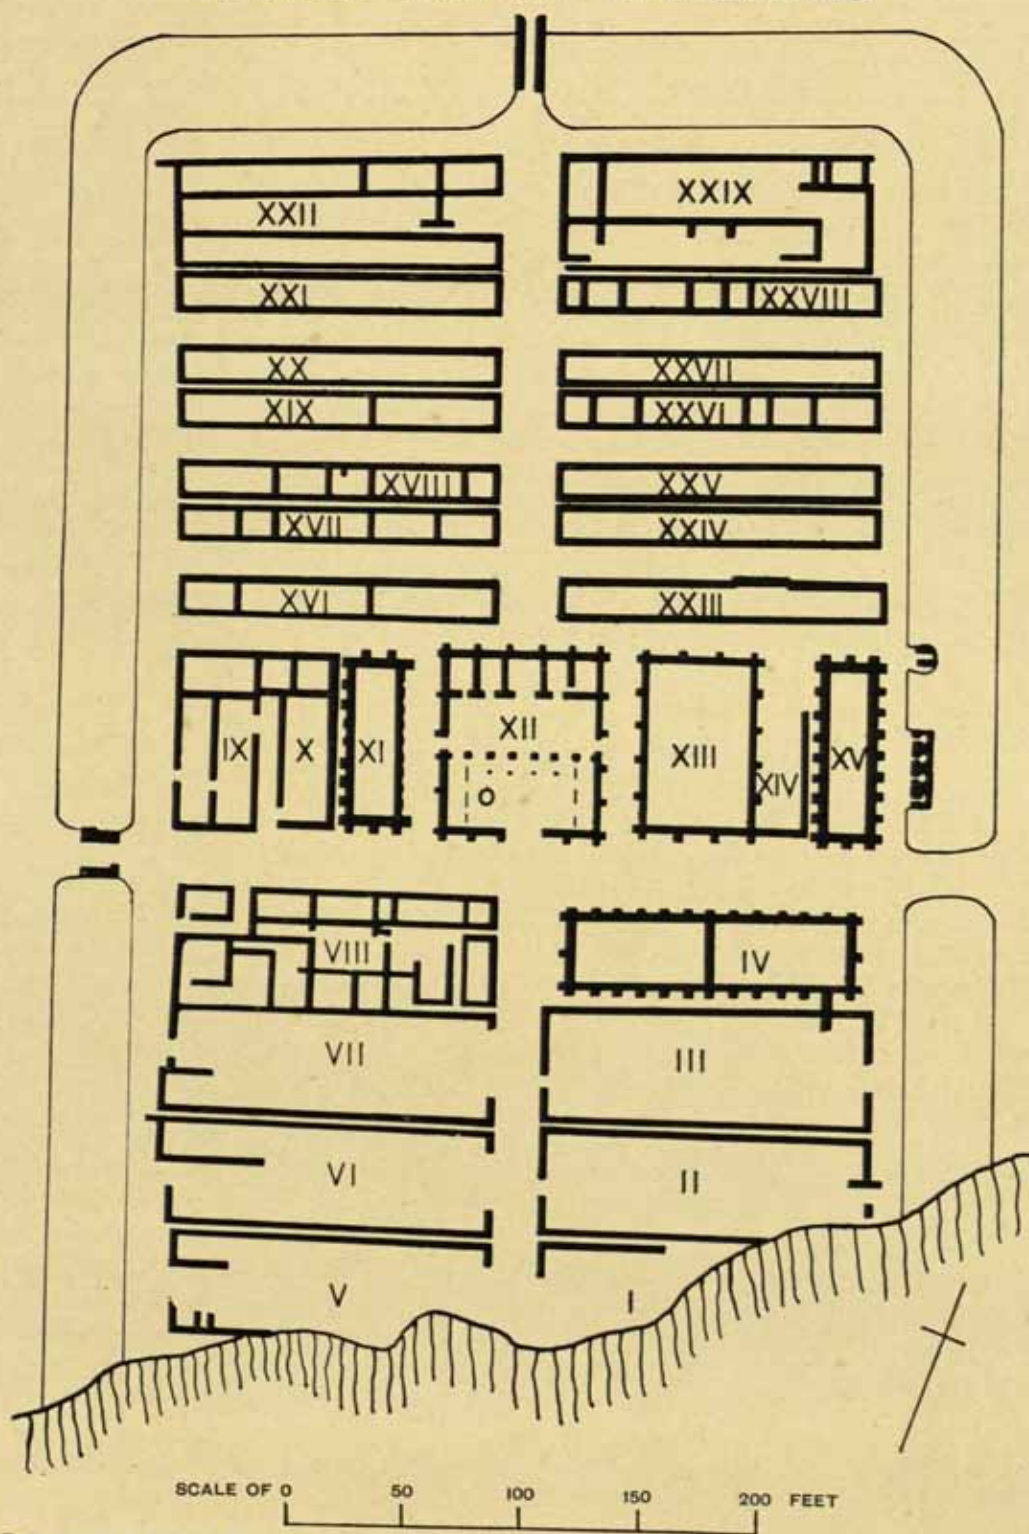 XXII XXIX
XXI XXVIII
XX XXVII
XIX XXVI
XVIII XXV
XVII XXIV
XVI XXIII
IX X XI XII XIII XIV XV
O
VIII IV
VII III
VI II
V I
SCALE OF 0 50 100 150 200 FEET